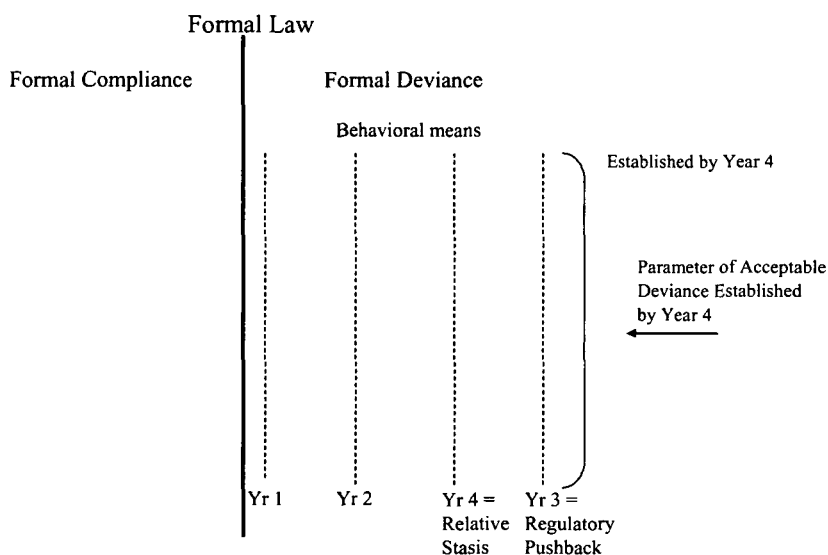 Formal Law
Formal Compliance
Formal Deviance
Behavioral means
Established by Year 4
Parameter of Acceptable
Deviance Established
by Year 4
Yr 1
Yr 2
Yr 4 =
Relative
Stasis
Yr 3 =
Regulatory
Pushback